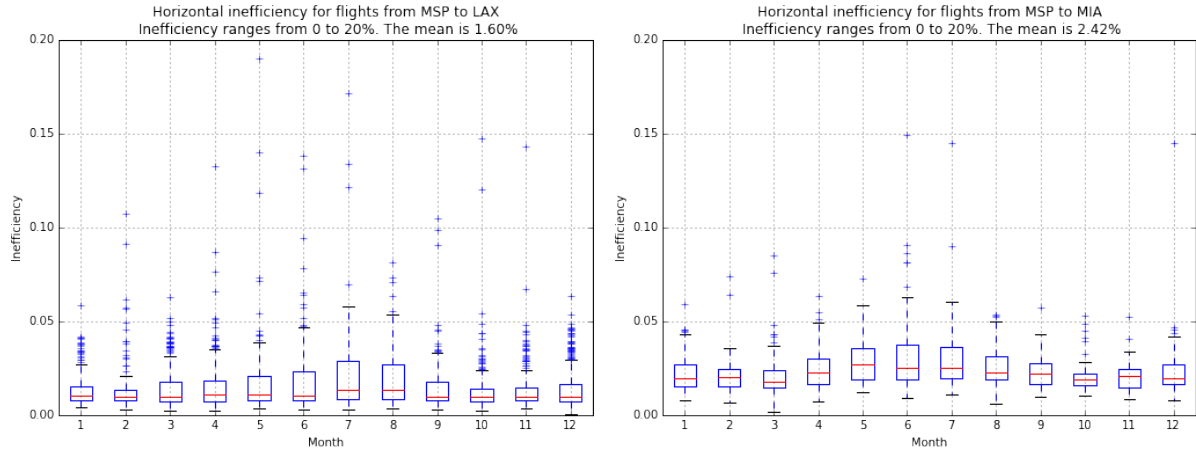 Horizontal inefficiency for flights from MSP to LAX
Inefficiency ranges from 0 to 20%. The mean is 1.60%
0.20
0.15
0.10
0.05
0.00
Inefficiency
1 2 3 4 5 6 7 8 9 10 11 12
Month
Horizontal inefficiency for flights from MSP to MIA
Inefficiency ranges from 0 to 20%. The mean is 2.42%
0.20
0.15
0.10
0.05
0.00
Inefficiency
1 2 3 4 5 6 7 8 9 10 11 12
Month